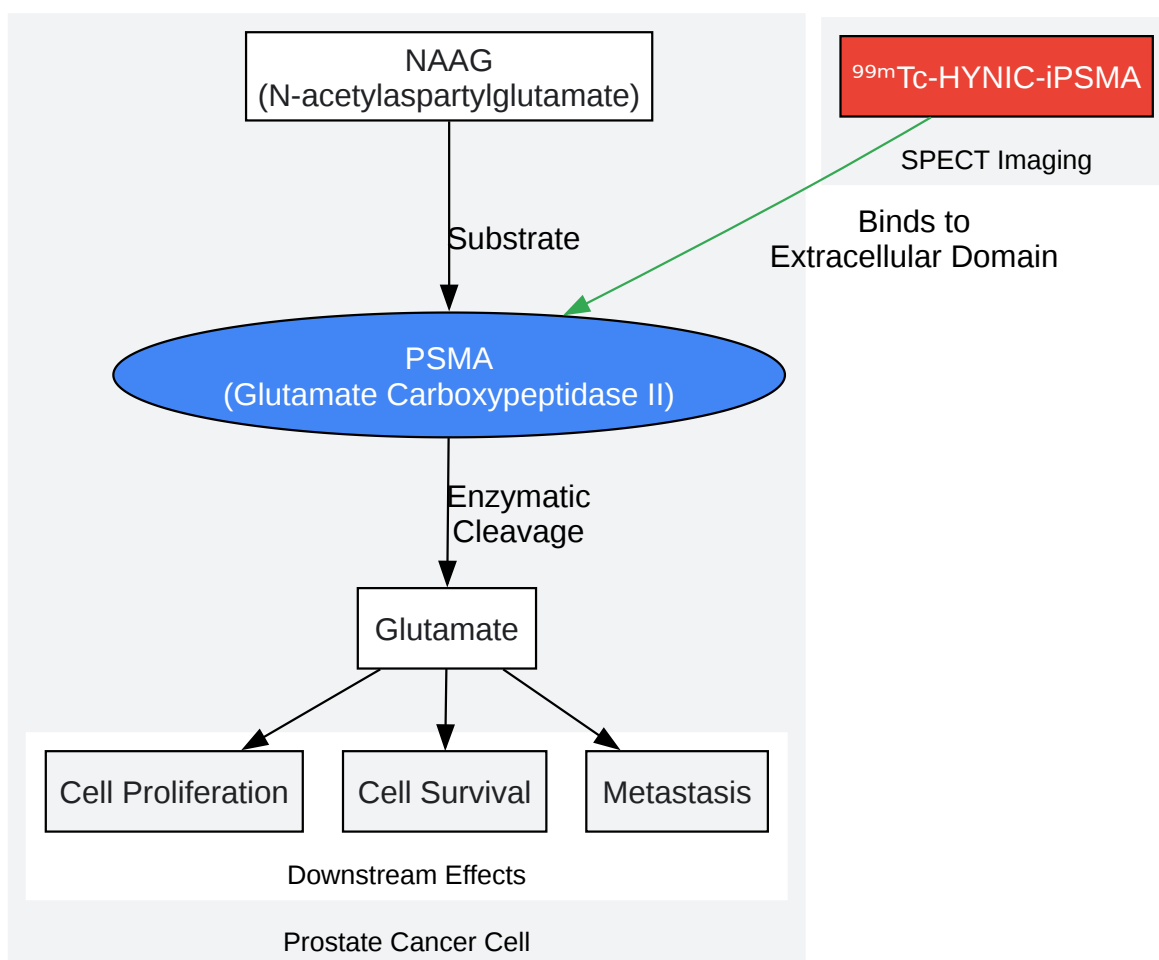 NAAG
(N-acetylaspartylglutamate)
⁹⁹ᵐTc-HYNIC-iPSMA
SPECT Imaging
Substrate
Binds to
Extracellular Domain
PSMA
(Glutamate Carboxypeptidase II)
Enzymatic
Cleavage
Glutamate
Cell Proliferation
Cell Survival
Metastasis
Downstream Effects
Prostate Cancer Cell